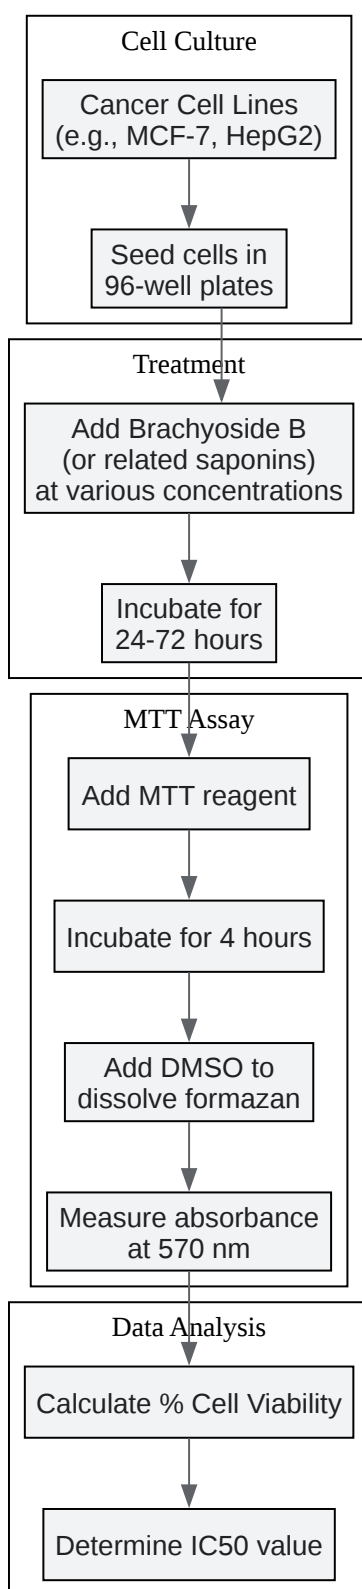 Cell Culture
Cancer Cell Lines
(e.g., MCF-7, HepG2)
Seed cells in
96-well plates
Treatment
Add Brachyoside B
(or related saponins)
at various concentrations
Incubate for
24-72 hours
MTT Assay
Add MTT reagent
Incubate for 4 hours
Add DMSO to
dissolve formazan
Measure absorbance
at 570 nm
Data Analysis
Calculate % Cell Viability
Determine IC50 value